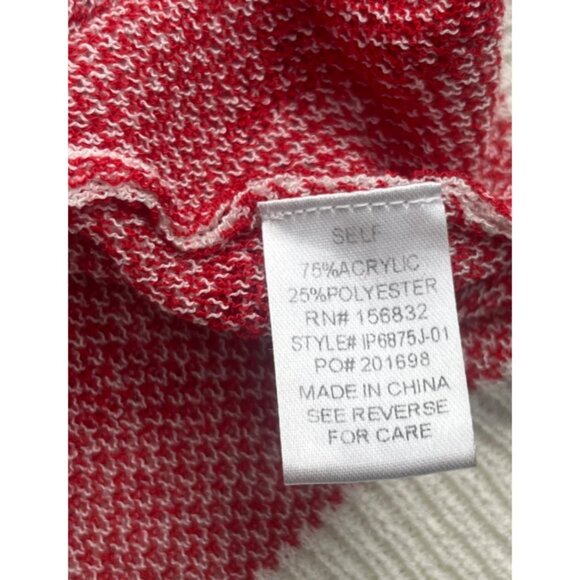 SELF
75%ACRYLIC
25%POLYESTER
RN# 156832
STYLE# IP6875J-01
PO# 201698
MADE IN CHINA
SEE REVERSE
FOR CARE